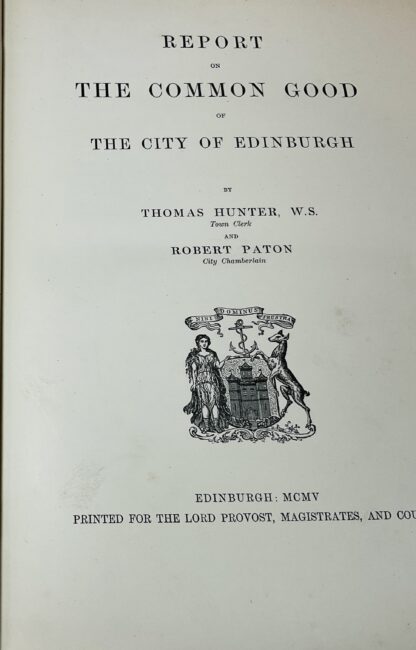 REPORT
ON
THE COMMON GOOD
OF
THE CITY OF EDINBURGH
BY
THOMAS HUNTER, W.S.
Town Clerk
AND
ROBERT PATON
City Chamberlain
NISI DOMINUS FRUSTRA
EDINBURGH: MCMV
PRINTED FOR THE LORD PROVOST, MAGISTRATES, AND COU